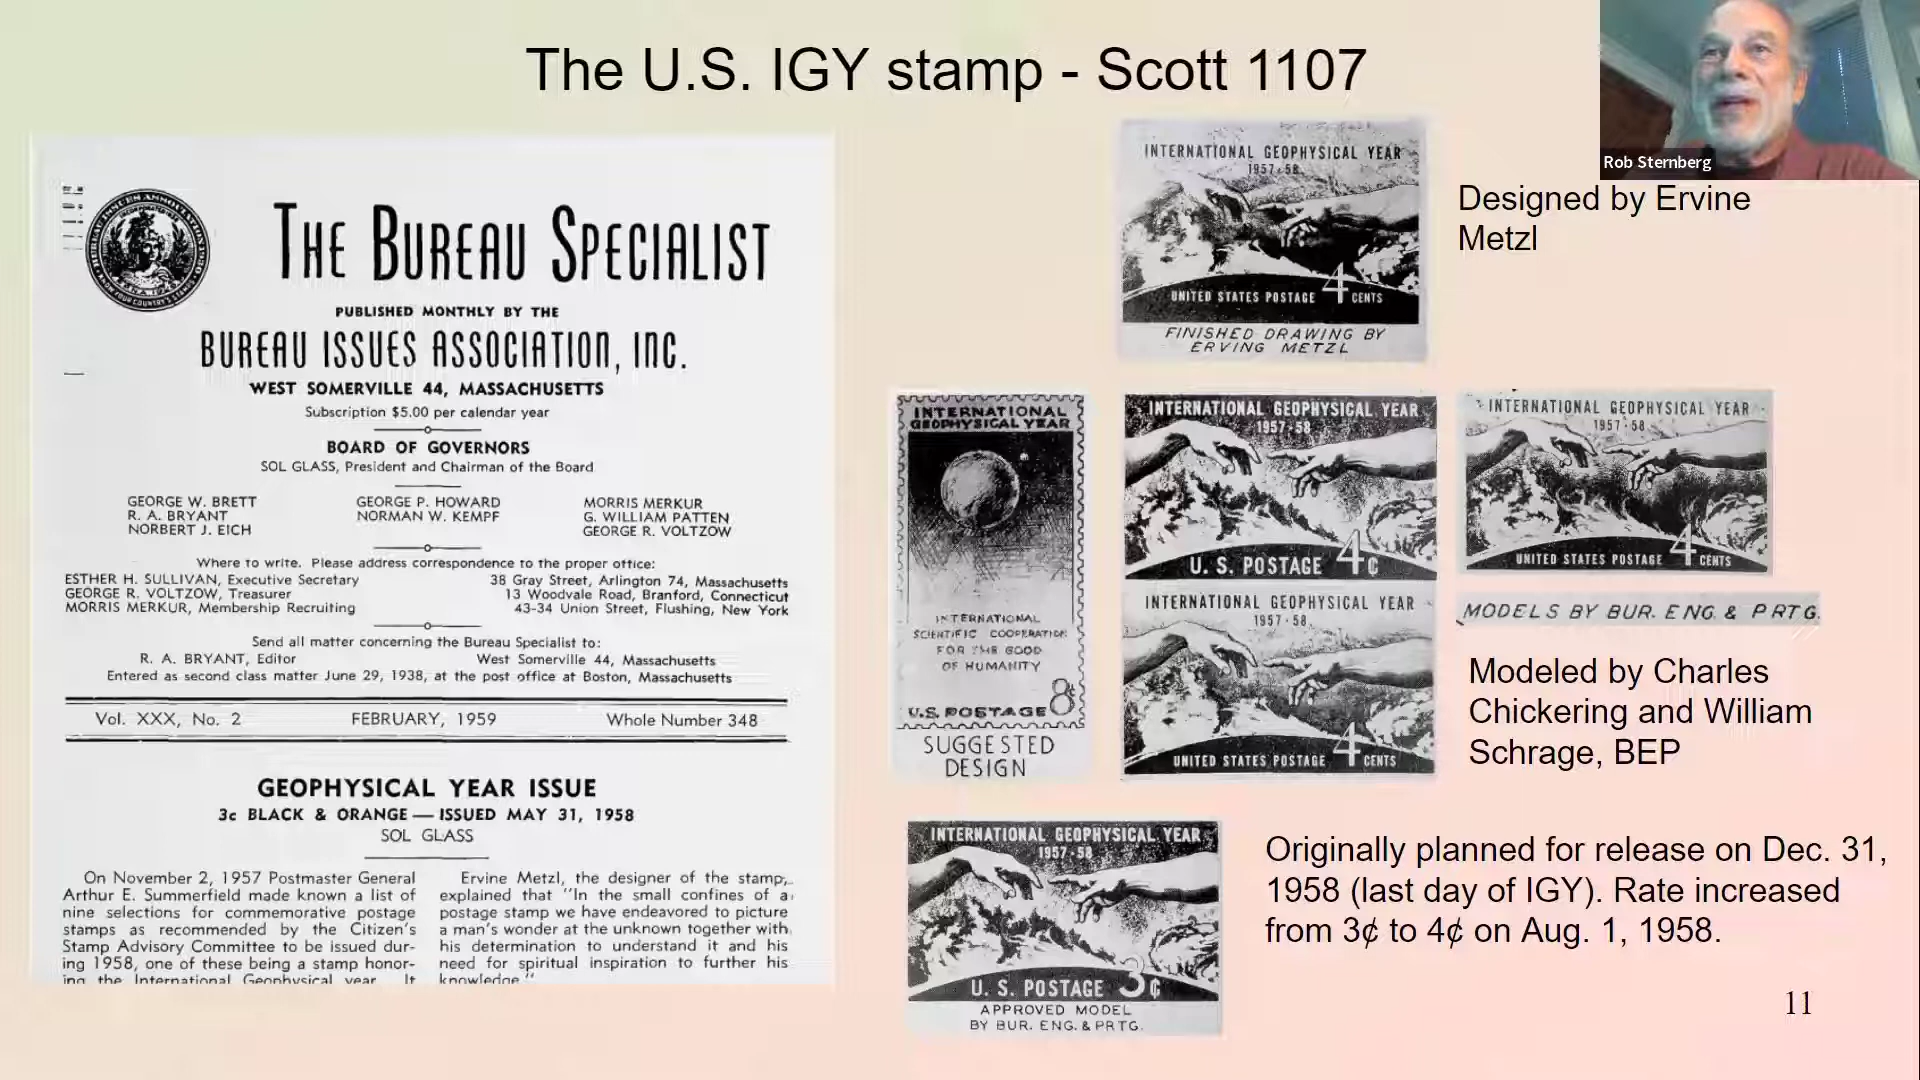 The U.S. IGY stamp - Scott 1107
Rob Sternberg
THE BUREAU SPECIALIST
PUBLISHED MONTHLY BY THE
BUREAU ISSUES ASSOCIATION, INC.
WEST SOMERVILLE 44, MASSACHUSETTS
Subscription $5.00 per calendar year
BOARD OF GOVERNORS
SOL GLASS, President and Chairman of the Board
GEORGE W. BRETT
R. A. BRYANT
NORBERT J. EICH
GEORGE P. HOWARD
NORMAN W. KEMPF
MORRIS MERKUR
G. WILLIAM PATTEN
GEORGE R. VOLTZOW
Where to write. Please address correspondence to the proper office:
ESTHER H. SULLIVAN, Executive Secretary 38 Gray Street, Arlington 74, Massachusetts
GEORGE R. VOLTZOW, Treasurer 13 Woodvale Road, Branford, Connecticut
MORRIS MERKUR, Membership Recruiting 43-34 Union Street, Flushing, New York
Send all matter concerning the Bureau Specialist to:
R. A. BRYANT, Editor West Somerville 44, Massachusetts
Entered as second class matter June 29, 1938, at the post office at Boston, Massachusetts
Vol. XXX, No. 2 FEBRUARY, 1959 Whole Number 348
GEOPHYSICAL YEAR ISSUE
3c BLACK & ORANGE — ISSUED MAY 31, 1958
SOL GLASS
On November 2, 1957 Postmaster General
Arthur E. Summerfield made known a list of
nine selections for commemorative postage
stamps as recommended by the Citizen's
Stamp Advisory Committee to be issued dur-
ing 1958, one of these being a stamp honor-
ing the International Geophysical year. It
Ervine Metzl, the designer of the stamp,
explained that "In the small confines of a
postage stamp we have endeavored to picture
a man's wonder at the unknown together with
his determination to understand it and his
need for spiritual inspiration to further his
knowledge."
INTERNATIONAL GEOPHYSICAL YEAR
1957-58
UNITED STATES POSTAGE 4 CENTS
FINISHED DRAWING BY
ERVING METZL
Designed by Ervine
Metzl
INTERNATIONAL
GEOPHYSICAL YEAR
INTERNATIONAL
SCIENTIFIC COOPERATION
FOR THE GOOD
OF HUMANITY
U.S. POSTAGE 8¢
SUGGESTED
DESIGN
INTERNATIONAL GEOPHYSICAL YEAR
1957-58
U. S. POSTAGE 4¢
INTERNATIONAL GEOPHYSICAL YEAR
1957-58
UNITED STATES POSTAGE 4 CENTS
INTERNATIONAL GEOPHYSICAL YEAR
1957-58
UNITED STATES POSTAGE 4 CENTS
MODELS BY BUR. ENG. & PRTG.
Modeled by Charles
Chickering and William
Schrage, BEP
INTERNATIONAL GEOPHYSICAL YEAR
1957-58
U. S. POSTAGE 3¢
APPROVED MODEL
BY BUR. ENG. & PRTG.
Originally planned for release on Dec. 31,
1958 (last day of IGY). Rate increased
from 3¢ to 4¢ on Aug. 1, 1958.
11